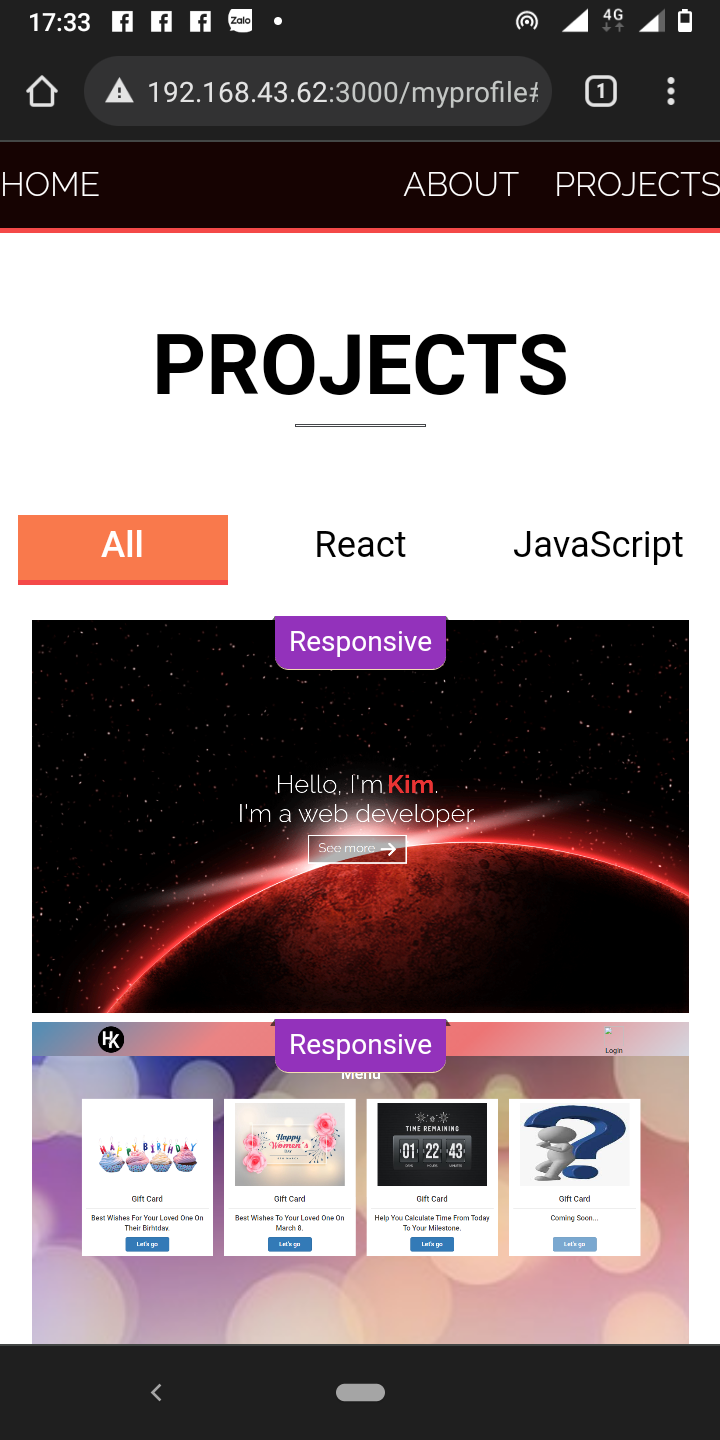 17:33
Zalo
4G
192.168.43.62:3000/myprofile#
1
HOME ABOUT PROJECTS
PROJECTS
All React JavaScript
Responsive
Hello, I'm Kim.
I'm a web developer.
See more
HK
Responsive
Login
Menu
HAPPY BIRTHDAY
Happy
Women's
DAY
TIME REMAINING
01 22 43
DAYS HOURS MINUTES
Gift Card Gift Card Gift Card Gift Card
Best Wishes For Your Loved One On
Their Birhtday.
Best Wishes To Your Loved One On
March 8.
Help You Calculate Time From Today
To Your Milestone.
Coming Soon...
Let's go Let's go Let's go Let's go